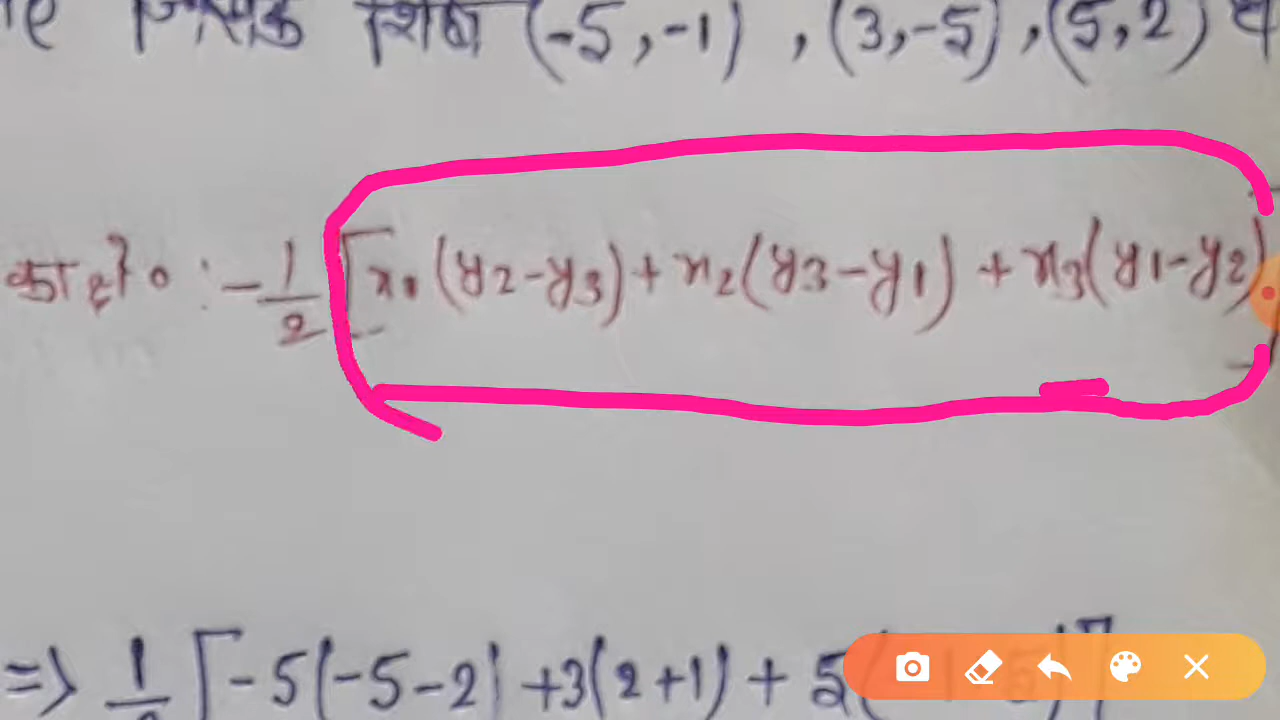 जिसके शिर्ष (-5,-1) , (3,-5) , (5,2)
का क्षे० :- 1/2 [x1 (y2-y3) + x2 (y3-y1) + x3 (y1-y2)]
=> 1/2 [-5(-5-2) +3(2+1) + 5(